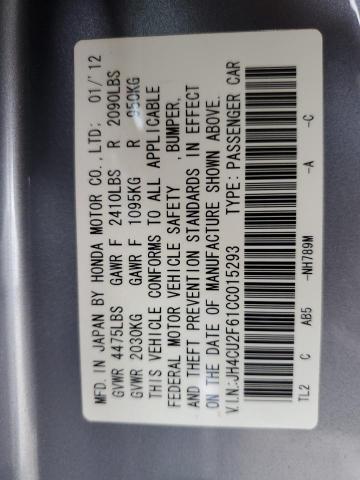 MFD.IN JAPAN BY HONDA MOTOR CO.,LTD: 01/'12
GVWR 4475LBS GAWR F 2410LBS R 2090LBS
GVWR 2030KG GAWR F 1095KG R 950KG
THIS VEHICLE CONFORMS TO ALL APPLICABLE
FEDERAL MOTOR VEHICLE SAFETY ,BUMPER,
AND THEFT PREVENTION STANDARDS IN EFFECT
ON THE DATE OF MANUFACTURE SHOWN ABOVE.
V.I.N:JH4CU2F61CC015293 TYPE:PASSENGER CAR
TL2 C AB5 -NH789M -A -C